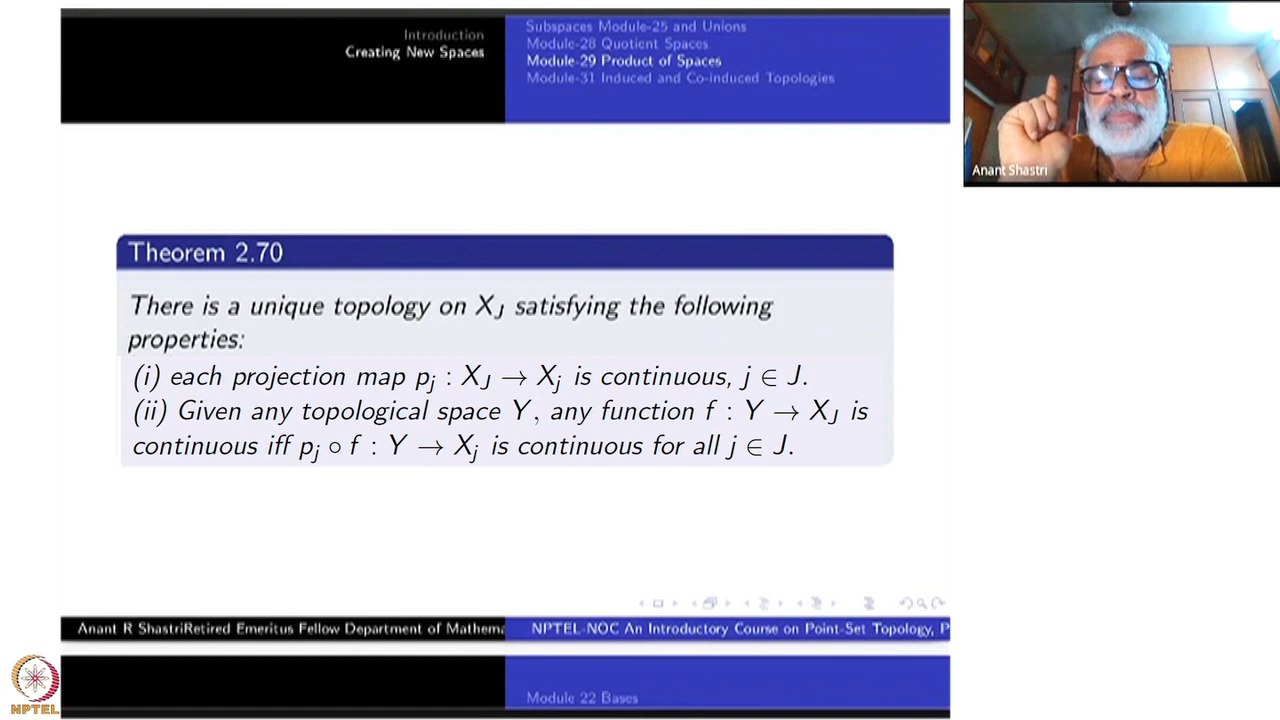 Introduction
Creating New Spaces
Subspaces Module-25 and Unions
Module-28 Quotient Spaces
Module-29 Product of Spaces
Module-31 Induced and Co-induced Topologies
Anant Shastri
Theorem 2.70
There is a unique topology on X_J satisfying the following
properties:
(i) each projection map p_j : X_J → X_j is continuous, j ∈ J.
(ii) Given any topological space Y, any function f : Y → X_J is
continuous iff p_j ∘ f : Y → X_j is continuous for all j ∈ J.
Anant R ShastriRetired Emeritus Fellow Department of Mathema
NPTEL-NOC An Introductory Course on Point-Set Topology, P
Module 22 Bases
NPTEL